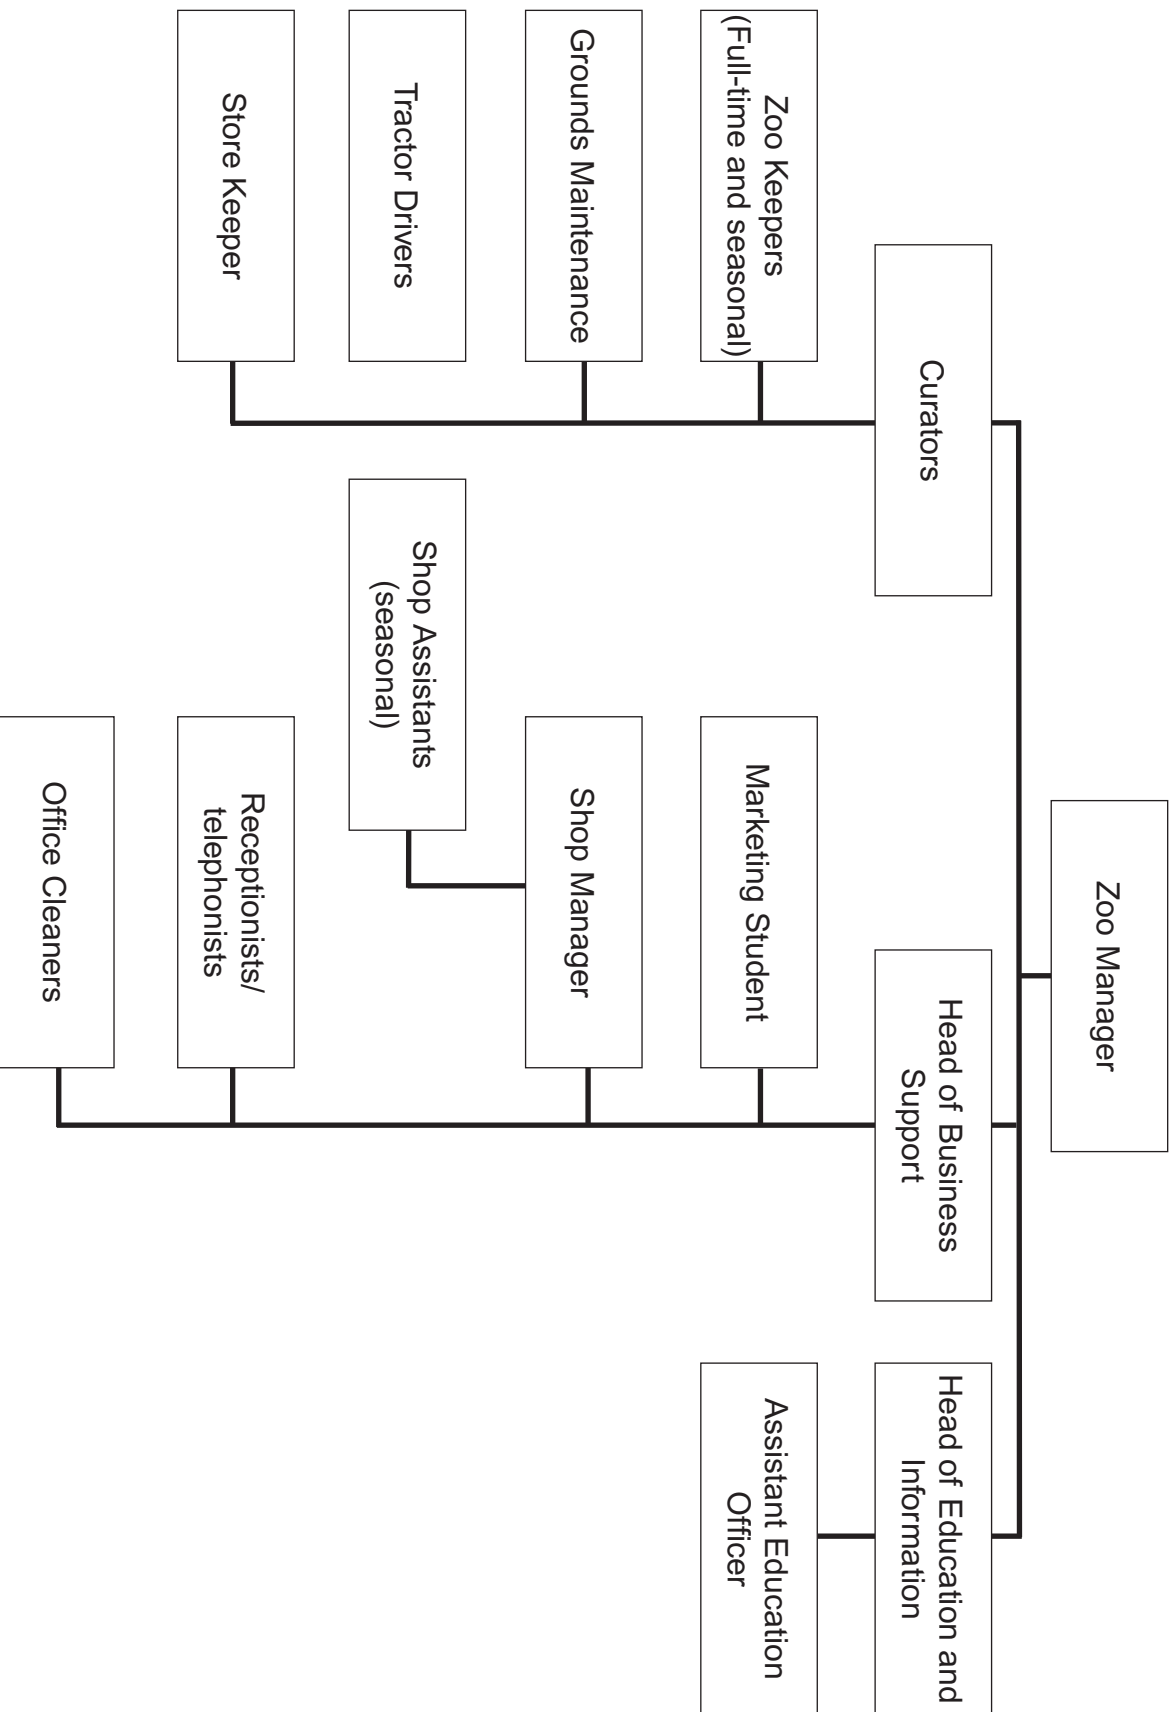 Zoo Manager
Curators
Head of Business
Support
Head of Education and
Information
Zoo Keepers
(Full-time and seasonal)
Marketing Student
Assistant Education
Officer
Grounds Maintenance
Shop Manager
Tractor Drivers
Shop Assistants
(seasonal)
Store Keeper
Receptionists/
telephonists
Office Cleaners